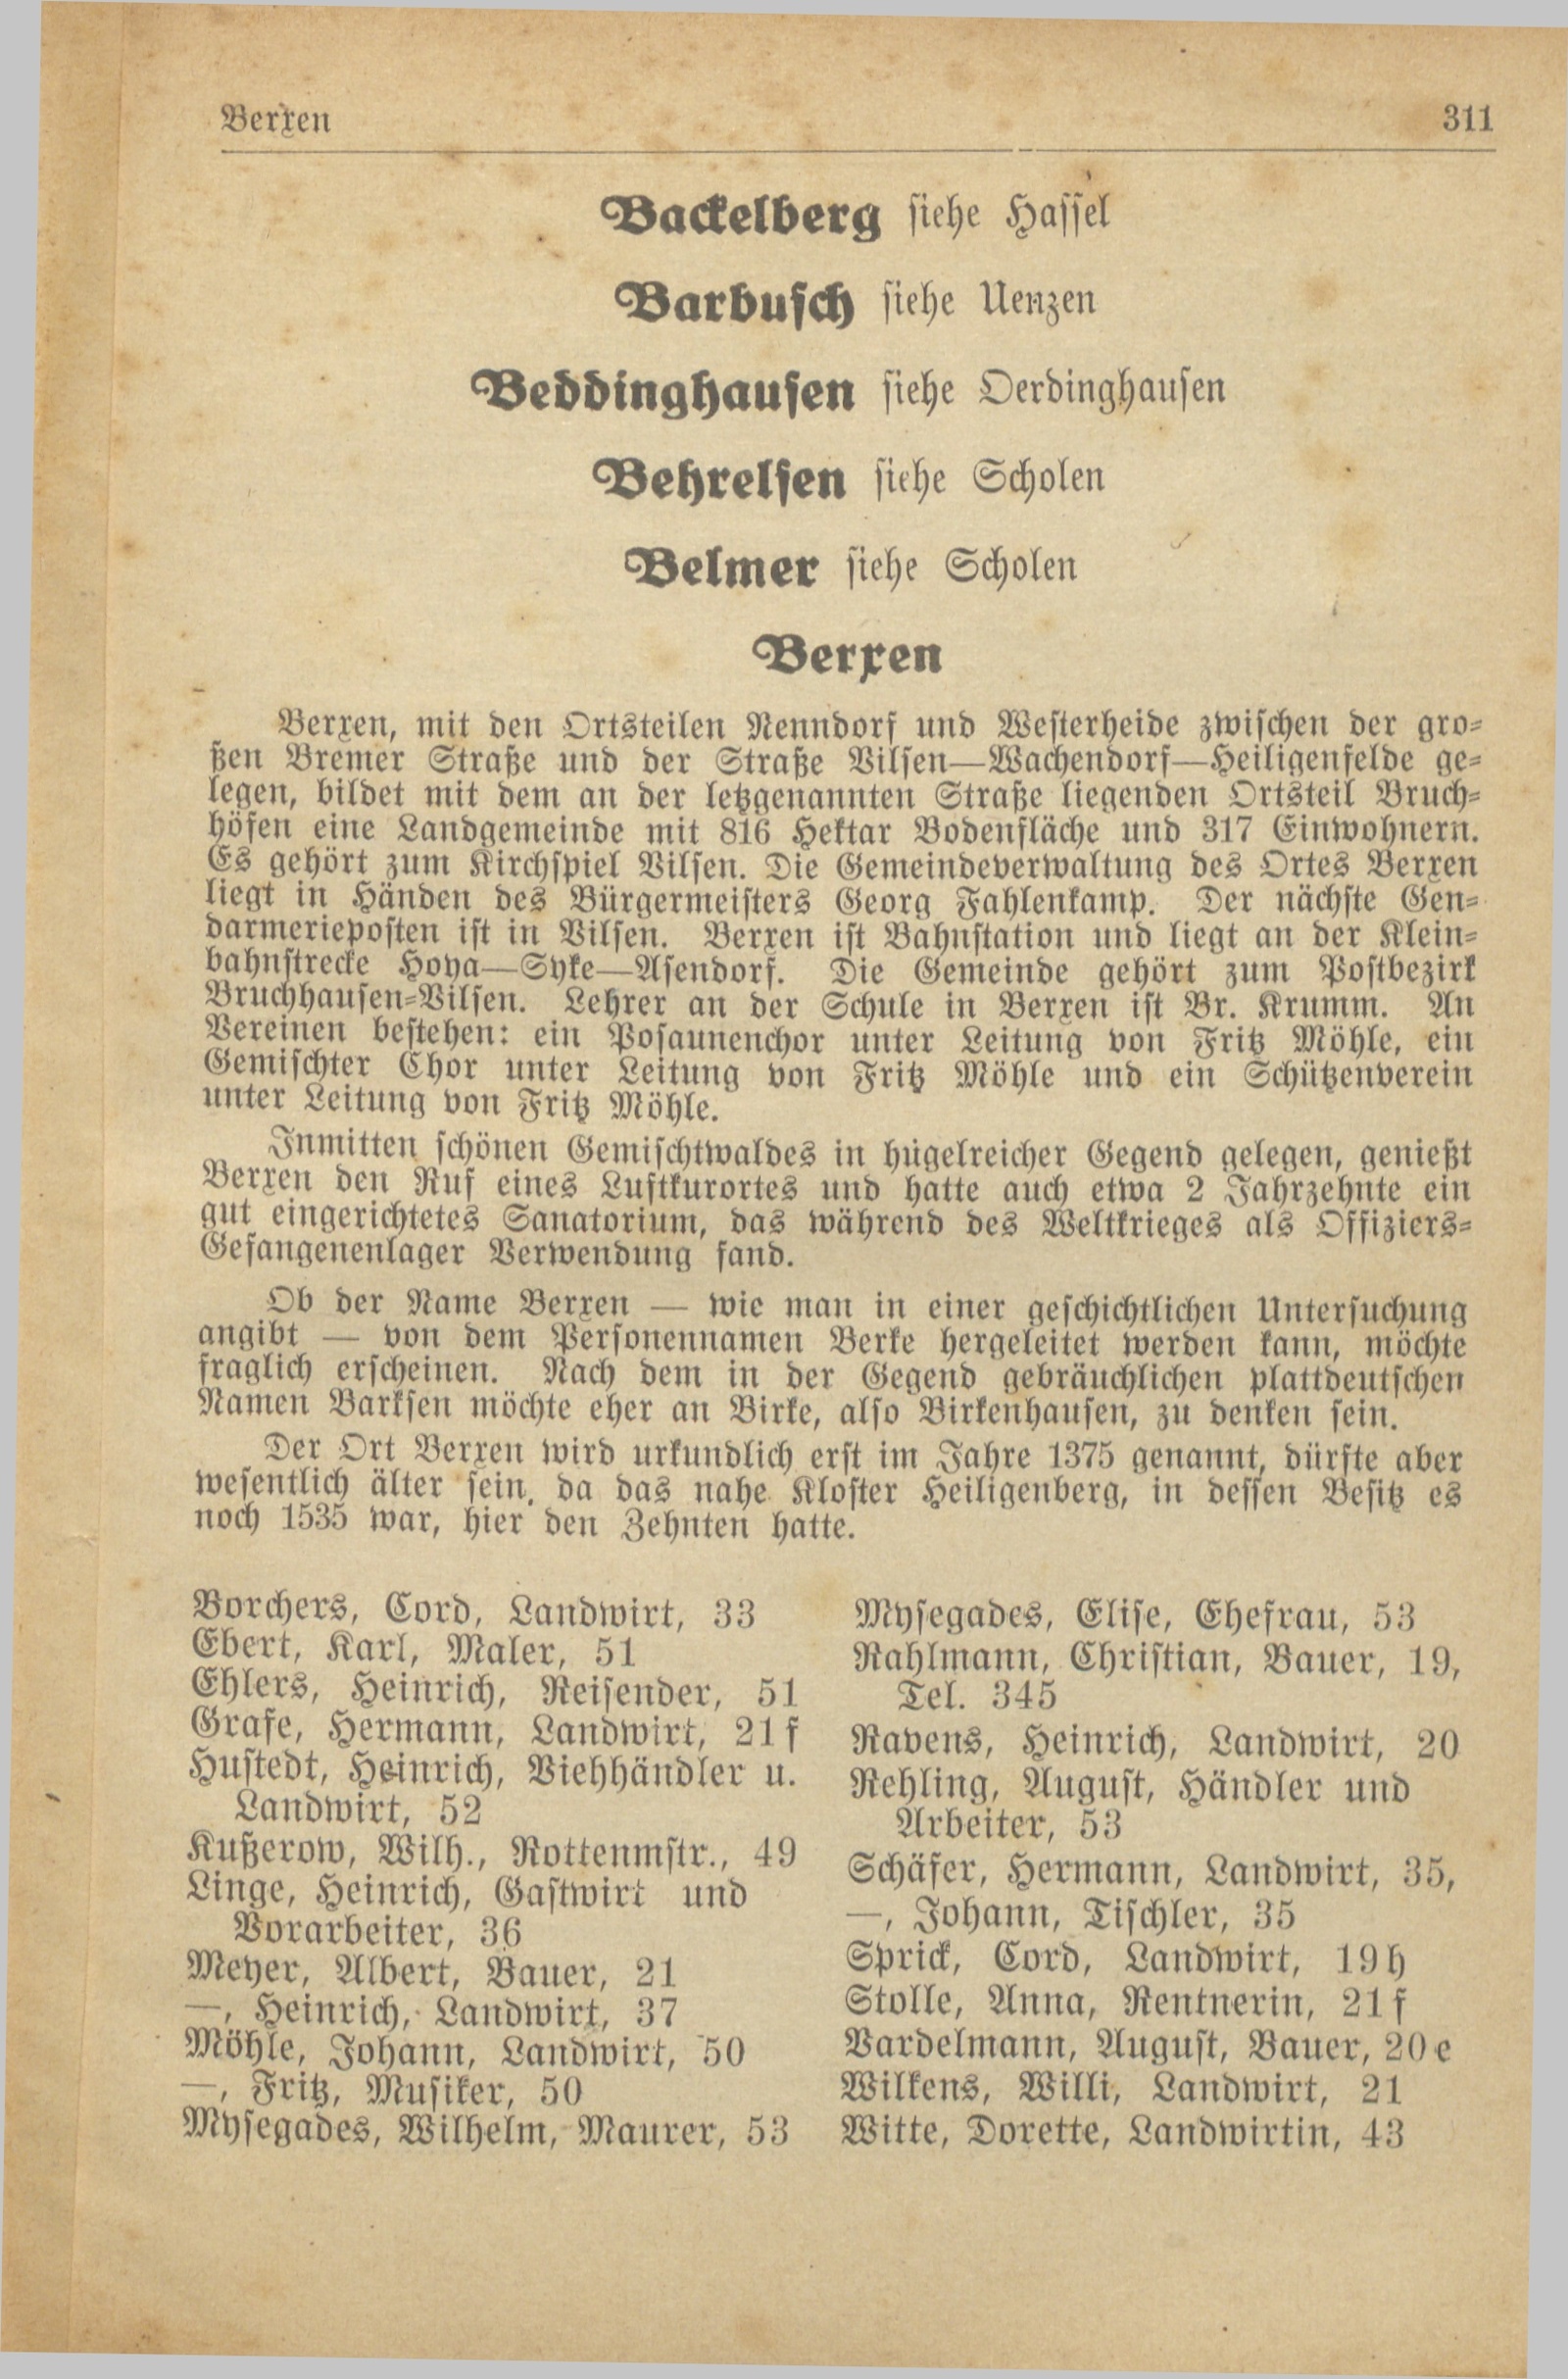 Berxen 311
Backelberg siehe Hassel
Barbusch siehe Uenzen
Beddinghausen siehe Oerdinghausen
Behrelsen siehe Scholen
Belmer siehe Scholen
Berxen
Berxen, mit den Ortsteilen Nenndorf und Westerheide zwischen der gro-
ßen Bremer Straße und der Straße Vilsen—Wachendorf—Heiligenfelde ge-
legen, bildet mit dem an der letzgenannten Straße liegenden Ortsteil Bruch-
höfen eine Landgemeinde mit 816 Hektar Bodenfläche und 317 Einwohnern.
Es gehört zum Kirchspiel Vilsen. Die Gemeindeverwaltung des Ortes Berxen
liegt in Händen des Bürgermeisters Georg Fahlenkamp. Der nächste Gen-
darmerieposten ist in Vilsen. Berxen ist Bahnstation und liegt an der Klein-
bahnstrecke Hoya—Syke—Asendorf. Die Gemeinde gehört zum Postbezirk
Bruchhausen-Vilsen. Lehrer an der Schule in Berxen ist Br. Krumm. An
Vereinen bestehen: ein Posaunenchor unter Leitung von Fritz Möhle, ein
Gemischter Chor unter Leitung von Fritz Möhle und ein Schützenverein
unter Leitung von Fritz Möhle.
Inmitten schönen Gemischtwaldes in hügelreicher Gegend gelegen, genießt
Berxen den Ruf eines Luftkurortes und hatte auch etwa 2 Jahrzehnte ein
gut eingerichtetes Sanatorium, das während des Weltkrieges als Offiziers-
Gefangenenlager Verwendung fand.
Ob der Name Berxen — wie man in einer geschichtlichen Untersuchung
angibt — von dem Personennamen Berke hergeleitet werden kann, möchte
fraglich erscheinen. Nach dem in der Gegend gebräuchlichen plattdeutschen
Namen Barksen möchte eher an Birke, also Birkenhausen, zu denken sein.
Der Ort Berxen wird urkundlich erst im Jahre 1375 genannt, dürfte aber
wesentlich älter sein, da das nahe Kloster Heiligenberg, in dessen Besitz es
noch 1535 war, hier den Zehnten hatte.
Borchers, Cord, Landwirt, 33
Ebert, Karl, Maler, 51
Ehlers, Heinrich, Reisender, 51
Grafe, Hermann, Landwirt, 21 f
Hustedt, Heinrich, Viehhändler u.
Landwirt, 52
Kußerow, Wilh., Rottenmstr., 49
Linge, Heinrich, Gastwirt und
Vorarbeiter, 36
Meyer, Albert, Bauer, 21
—, Heinrich, Landwirt, 37
Möhle, Johann, Landwirt, 50
—, Fritz, Musiker, 50
Mysegades, Wilhelm, Maurer, 53
Mysegades, Elise, Ehefrau, 53
Rahlmann, Christian, Bauer, 19,
Tel. 345
Ravens, Heinrich, Landwirt, 20
Rehling, August, Händler und
Arbeiter, 53
Schäfer, Hermann, Landwirt, 35,
—, Johann, Tischler, 35
Sprick, Cord, Landwirt, 19 h
Stolle, Anna, Rentnerin, 21 f
Vardelmann, August, Bauer, 20 e
Wilkens, Willi, Landwirt, 21
Witte, Dorette, Landwirtin, 43